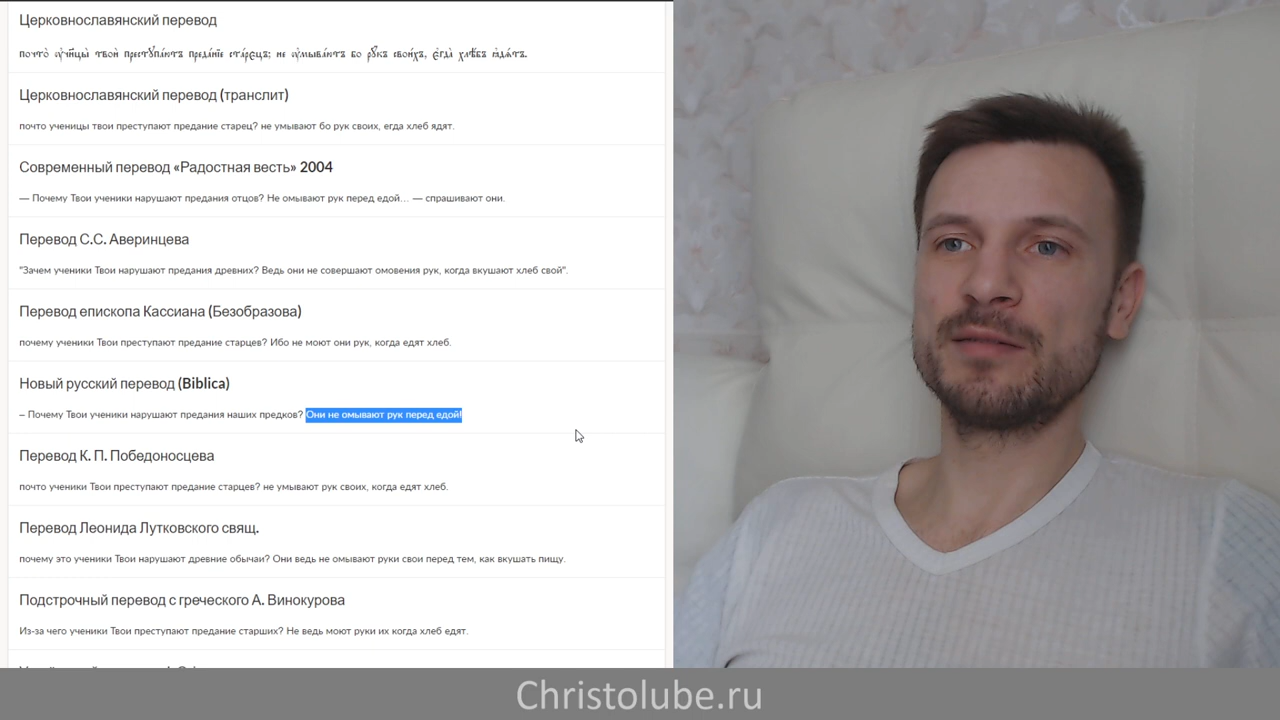 Церковнославянский перевод
почто̀ ᲂу҆чн҃цы̀ твоѝ престꙋпа́ютъ преда́нїе ста́рєцъ; не ᲂу҆мыва́ютъ бо рꙋ́къ свои́хъ, є҆гда̀ хлѣ́бъ ꙗ҆дѧ́тъ.
Церковнославянский перевод (транслит)
почто ученицы твои преступают предание старец? не умывают бо рук своих, егда хлеб ядят.
Современный перевод «Радостная весть» 2004
— Почему Твои ученики нарушают предания отцов? Не омывают рук перед едой… — спрашивают они.
Перевод С.С. Аверинцева
"Зачем ученики Твои нарушают предания древних? Ведь они не совершают омовения рук, когда вкушают хлеб свой".
Перевод епископа Кассиана (Безобразова)
почему ученики Твои преступают предание старцев? Ибо не моют они рук, когда едят хлеб.
Новый русский перевод (Biblica)
– Почему Твои ученики нарушают предания наших предков? Они не омывают рук перед едой!
Перевод К. П. Победоносцева
почто ученики Твои преступают предание старцев? не умывают рук своих, когда едят хлеб.
Перевод Леонида Лутковского свящ.
почему это ученики Твои нарушают древние обычаи? Они ведь не омывают руки свои перед тем, как вкушать пищу.
Подстрочный перевод с греческого А. Винокурова
Из-за чего ученики Твои преступают предание старших? Не ведь моют руки их когда хлеб едят.
Christolube.ru